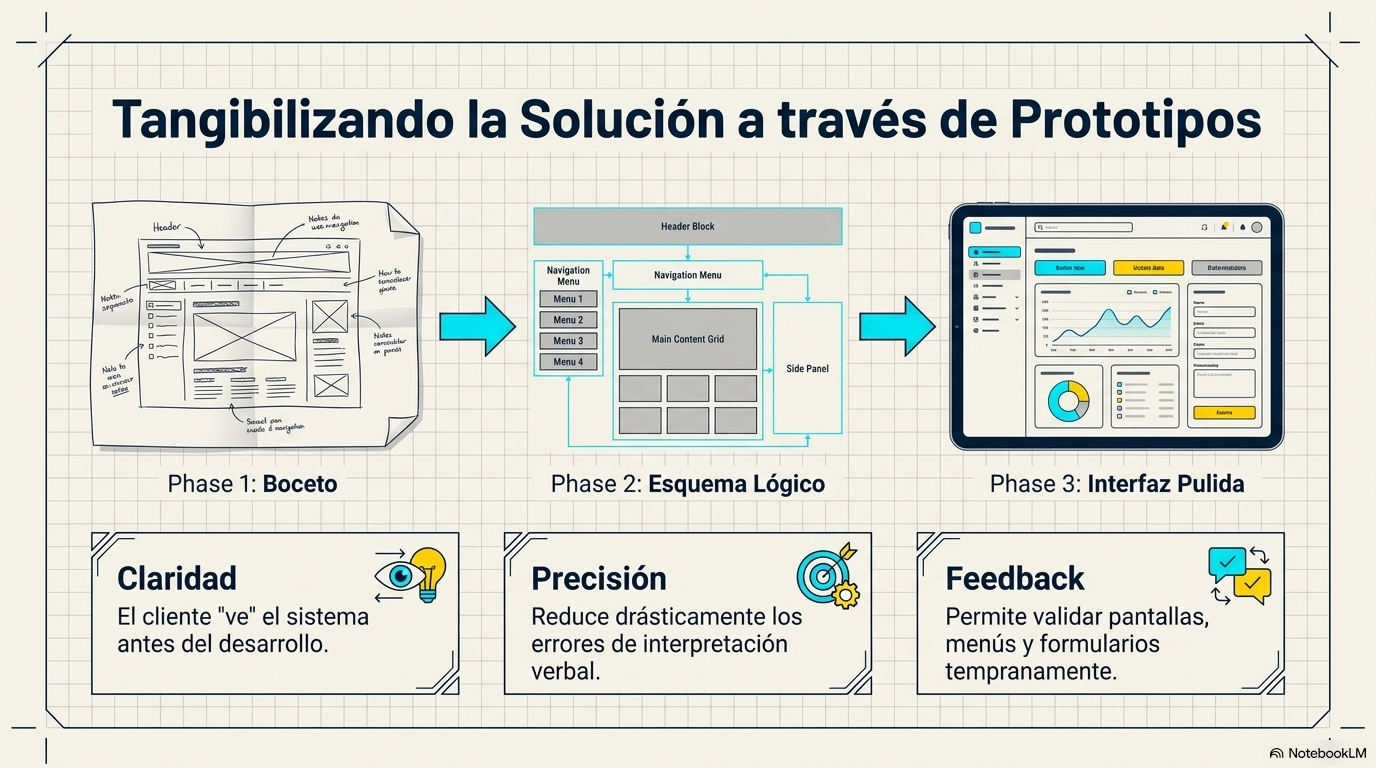 Tangibilizando la Solución a través de Prototipos
Header
Header Block
Navigation
Menu
Menu 1
Menu 2
Menu 3
Menu 4
Navigation Menu
Main Content Grid
Side Panel
Phase 1: Boceto
Phase 2: Esquema Lógico
Phase 3: Interfaz Pulida
Claridad
El cliente "ve" el sistema
antes del desarrollo.
Precisión
Reduce drásticamente los
errores de interpretación
verbal.
Feedback
Permite validar pantallas,
menús y formularios
tempranamente.
NotebookLM